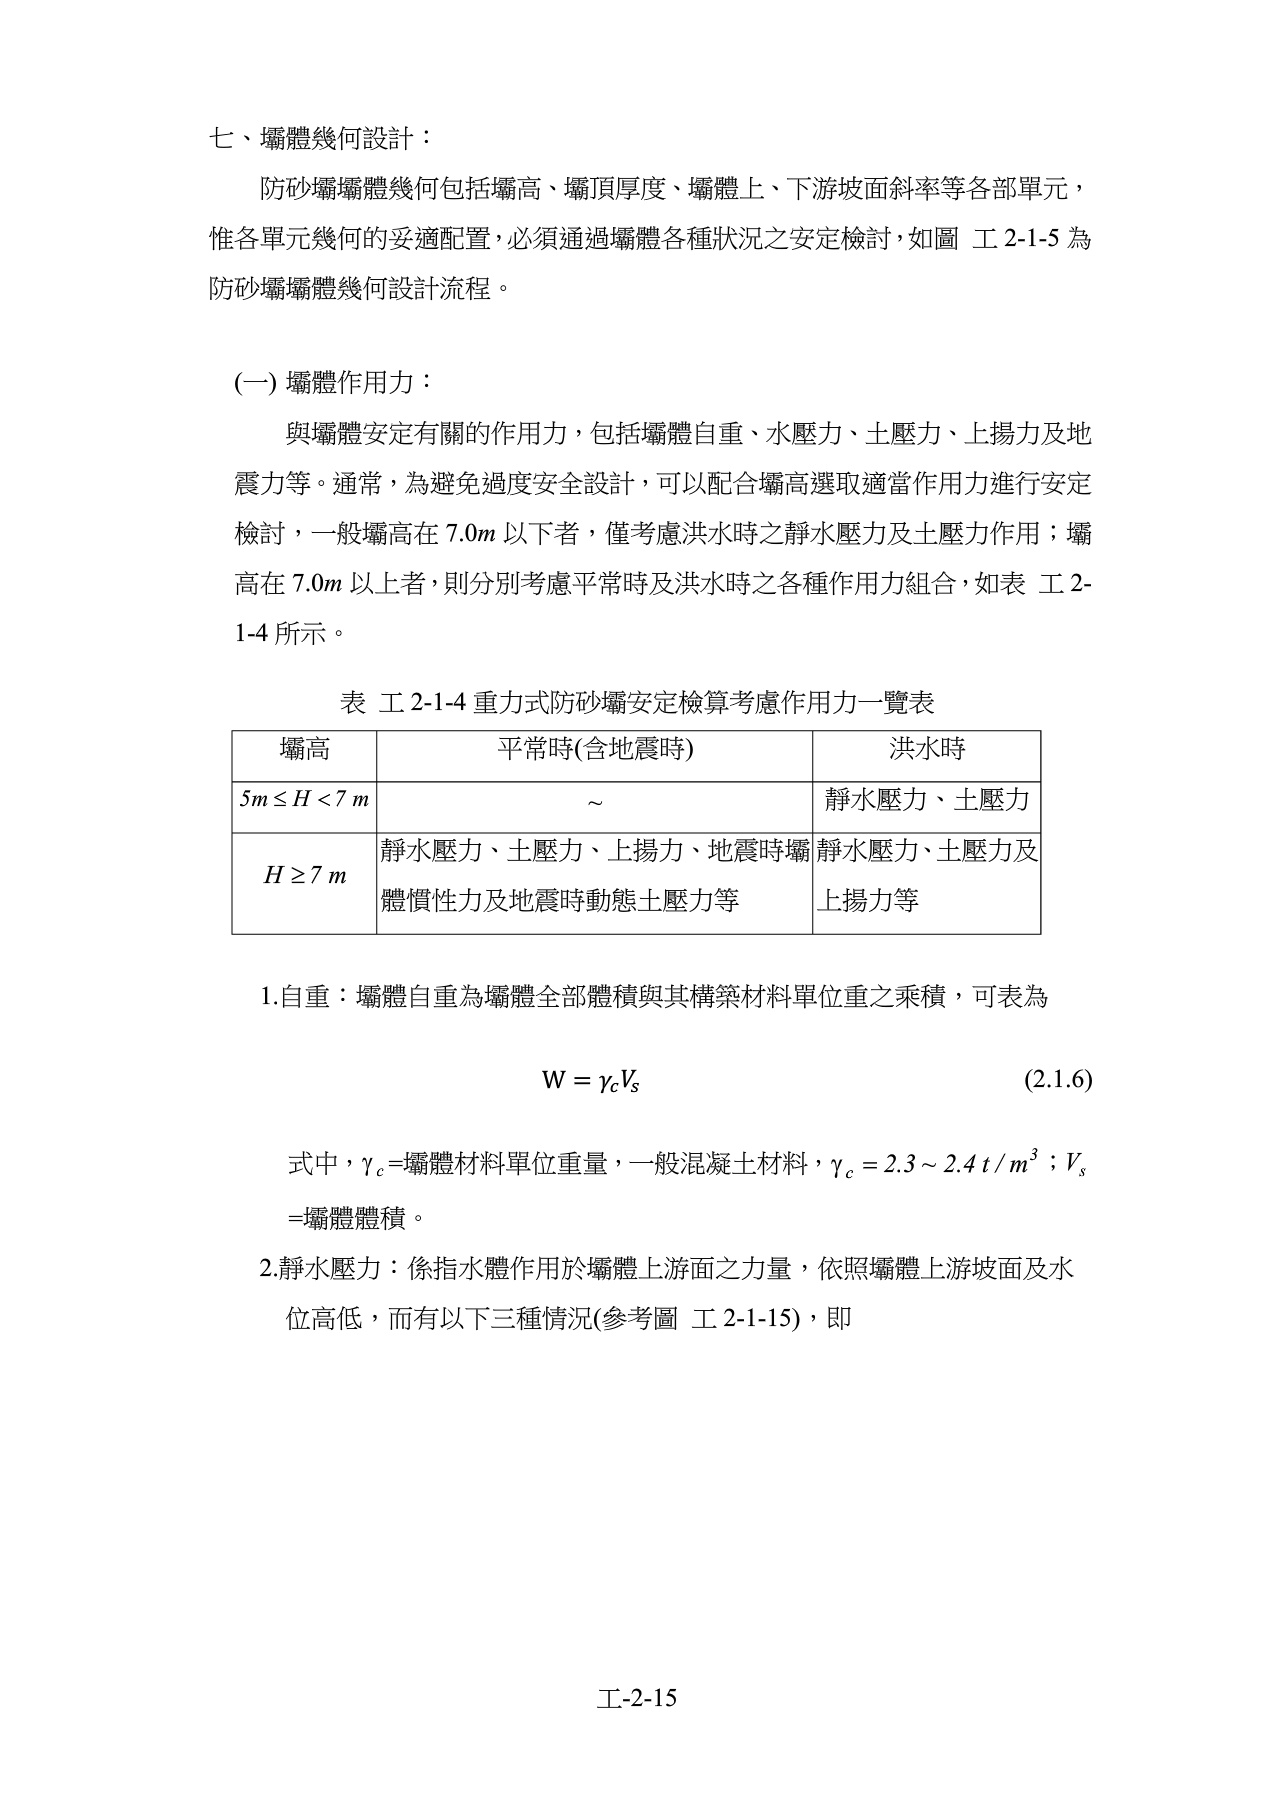 七、壩體幾何設計：
防砂壩壩體幾何包括壩高、壩頂厚度、壩體上、下游坡面斜率等各部單元，
惟各單元幾何的妥適配置，必須通過壩體各種狀況之安定檢討，如圖 工 2-1-5 為
防砂壩壩體幾何設計流程。
(一) 壩體作用力：
與壩體安定有關的作用力，包括壩體自重、水壓力、土壓力、上揚力及地
震力等。通常，為避免過度安全設計，可以配合壩高選取適當作用力進行安定
檢討，一般壩高在 7.0m 以下者，僅考慮洪水時之靜水壓力及土壓力作用；壩
高在 7.0m 以上者，則分別考慮平常時及洪水時之各種作用力組合，如表 工 2-
1-4 所示。
表 工 2-1-4 重力式防砂壩安定檢算考慮作用力一覽表
壩高 平常時(含地震時) 洪水時
5m ≤ H < 7 m ~ 靜水壓力、土壓力
H ≥ 7 m 靜水壓力、土壓力、上揚力、地震時壩 靜水壓力、土壓力及
體慣性力及地震時動態土壓力等 上揚力等
1.自重：壩體自重為壩體全部體積與其構築材料單位重之乘積，可表為
W = γ_c V_s (2.1.6)
式中，γ_c=壩體材料單位重量，一般混凝土材料，γ_c = 2.3 ~ 2.4 t / m³；V_s
=壩體體積。
2.靜水壓力：係指水體作用於壩體上游面之力量，依照壩體上游坡面及水
位高低，而有以下三種情況(參考圖 工 2-1-15)，即
工-2-15